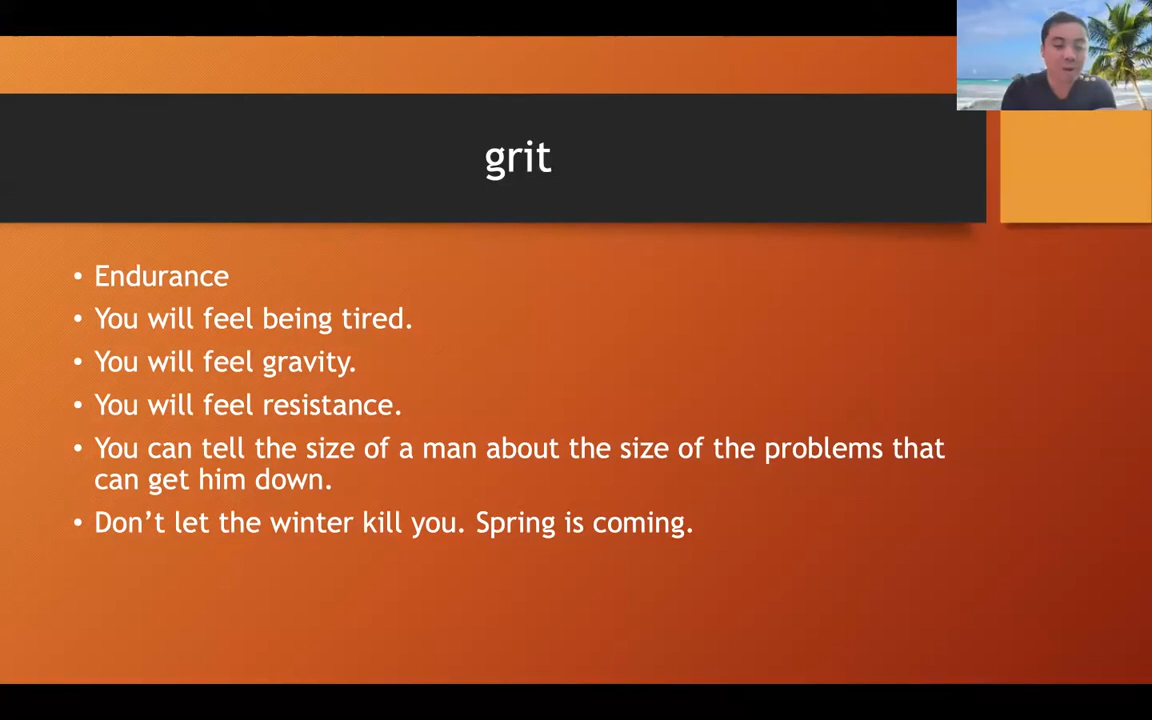 grit
• Endurance
• You will feel being tired.
• You will feel gravity.
• You will feel resistance.
• You can tell the size of a man about the size of the problems that
can get him down.
• Don’t let the winter kill you. Spring is coming.